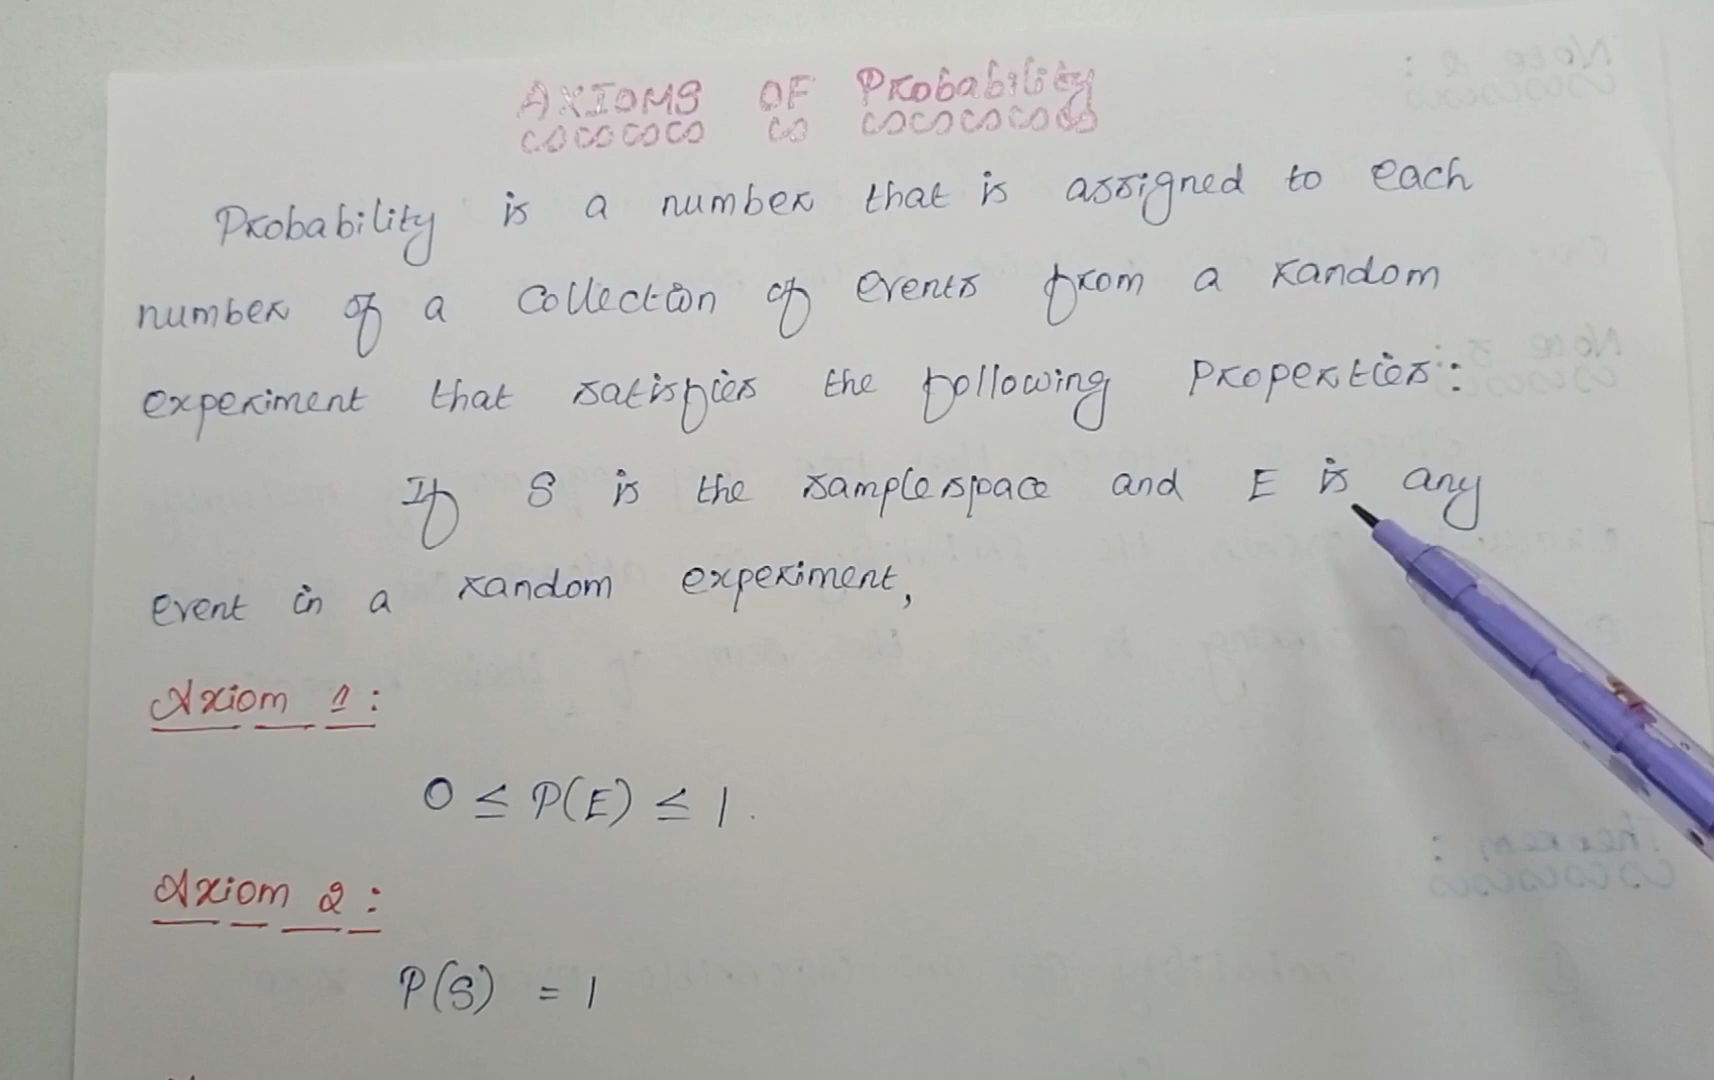 AXIOMS OF Probability
Probability is a number that is assigned to each
number of a collection of events from a random
experiment that satisfies the following Properties:
If S is the sample space and E is any
event in a random experiment,
Axiom 1:
0 ≤ P(E) ≤ 1.
Axiom 2:
P(S) = 1